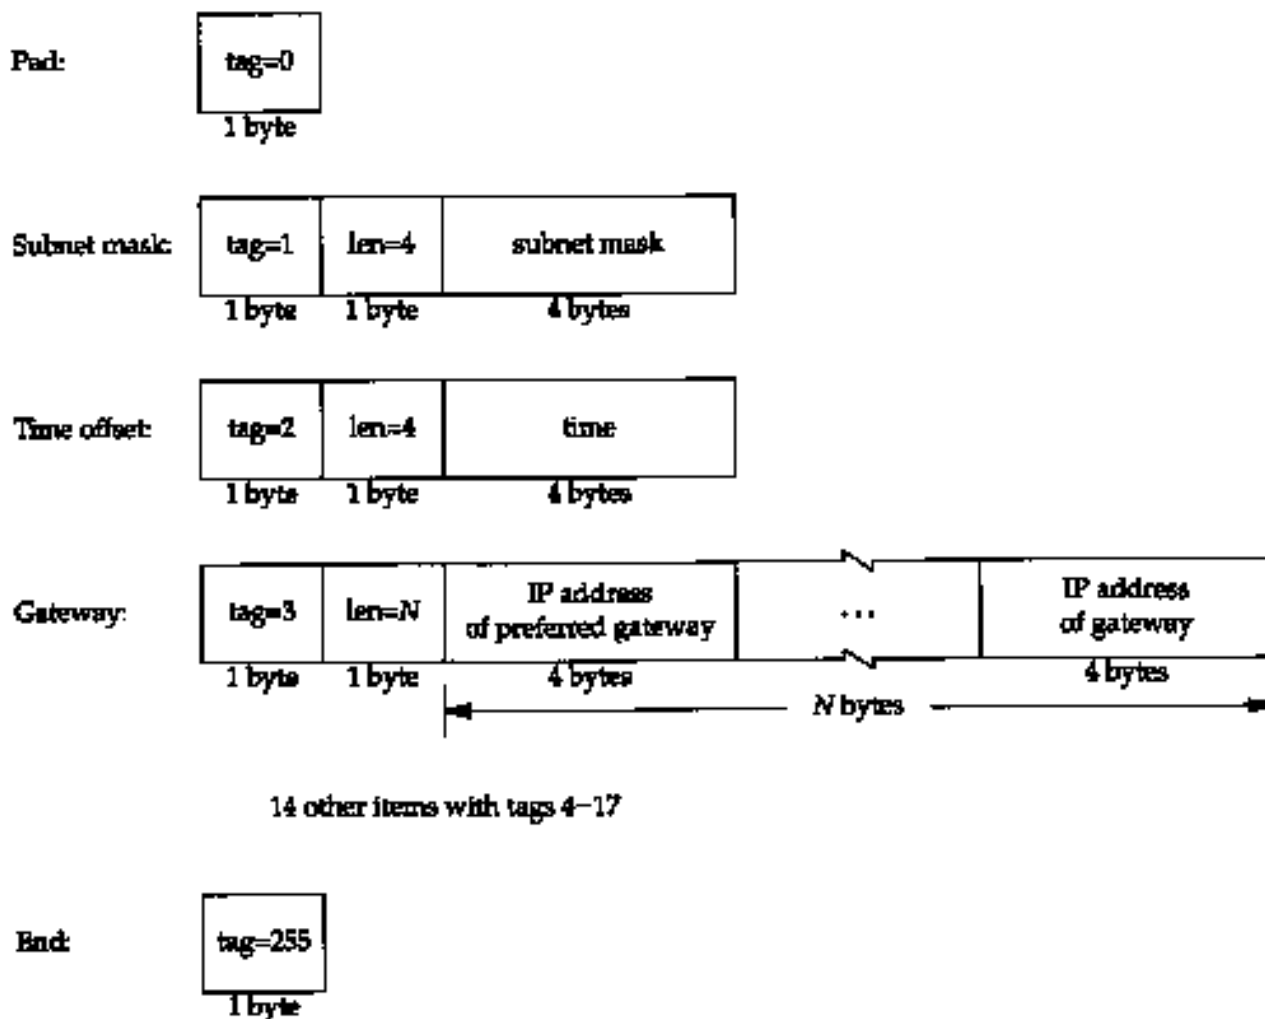 Pad: tag=0
1 byte
Subnet mask: tag=1 len=4 subnet mask
1 byte 1 byte 4 bytes
Time offset: tag=2 len=4 time
1 byte 1 byte 4 bytes
Gateway: tag=3 len=N IP address of preferred gateway ... IP address of gateway
1 byte 1 byte 4 bytes 4 bytes
N bytes
14 other items with tags 4–17
End: tag=255
1 byte